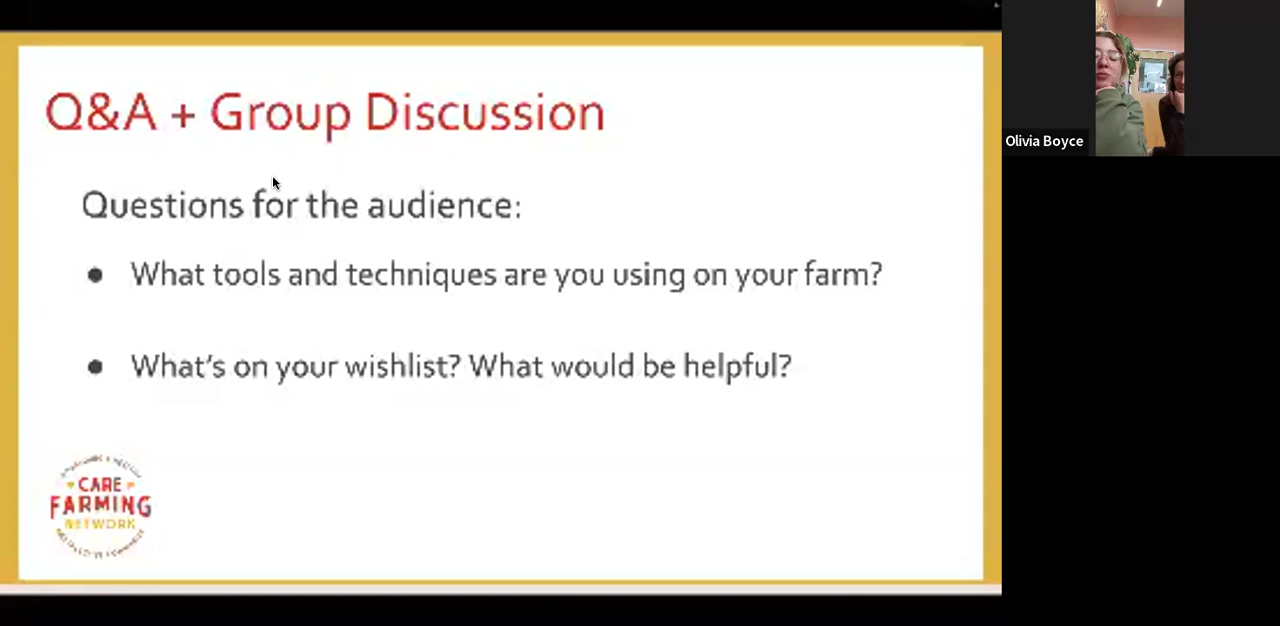 Q&A + Group Discussion
Questions for the audience:
● What tools and techniques are you using on your farm?
● What's on your wishlist? What would be helpful?
CARE
FARMING
NETWORK
Olivia Boyce